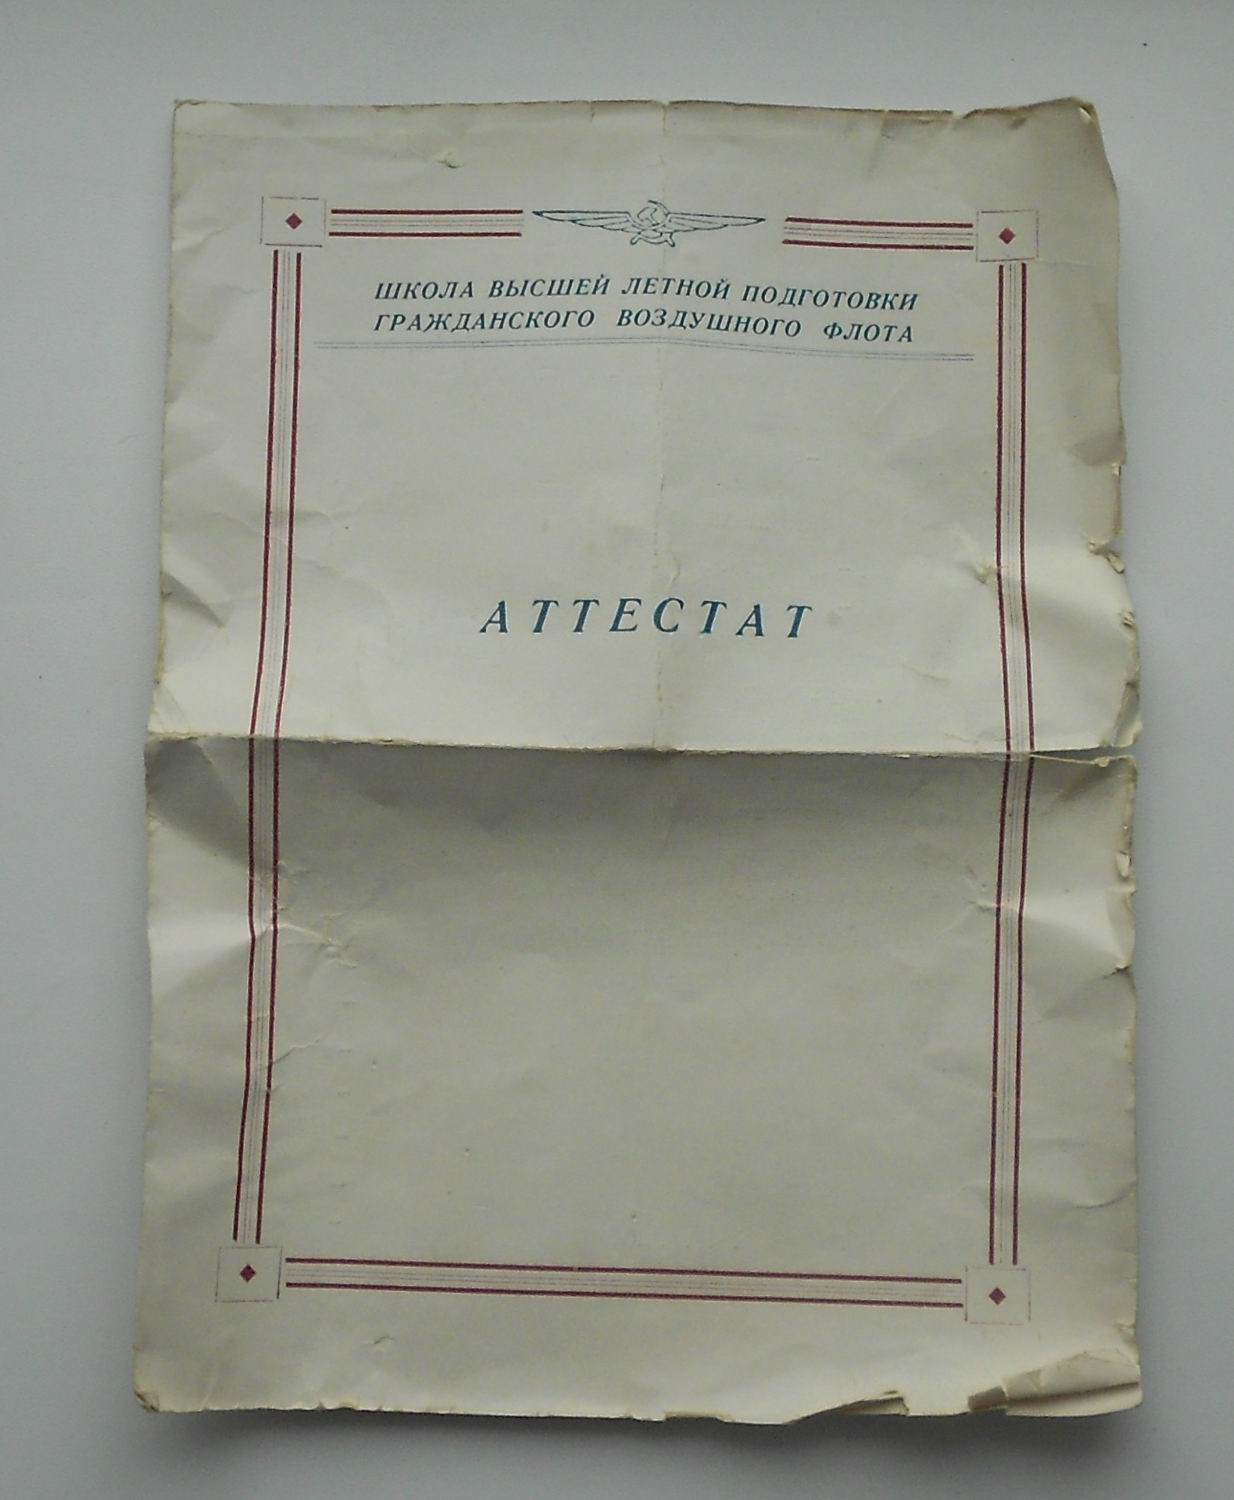 ШКОЛА ВЫСШЕЙ ЛЕТНОЙ ПОДГОТОВКИ
ГРАЖДАНСКОГО ВОЗДУШНОГО ФЛОТА
АТТЕСТАТ